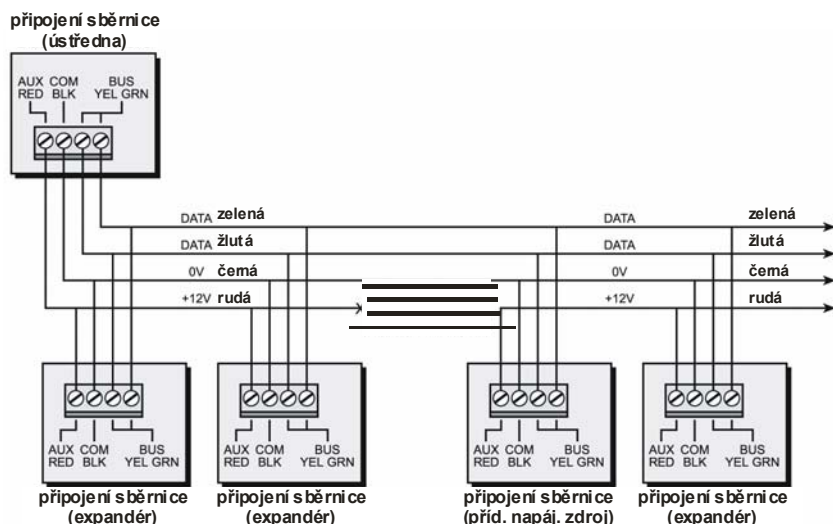 připojení sběrnice
(ústředna)
AUX COM BUS
RED BLK YEL GRN
DATA zelená DATA zelená
DATA žlutá DATA žlutá
0V černá 0V černá
+12V rudá +12V rudá
AUX COM BUS
RED BLK YEL GRN
připojení sběrnice
(expandér)
AUX COM BUS
RED BLK YEL GRN
připojení sběrnice
(expandér)
AUX COM BUS
RED BLK YEL GRN
připojení sběrnice
(příd. napáj. zdroj)
AUX COM BUS
RED BLK YEL GRN
připojení sběrnice
(expandér)